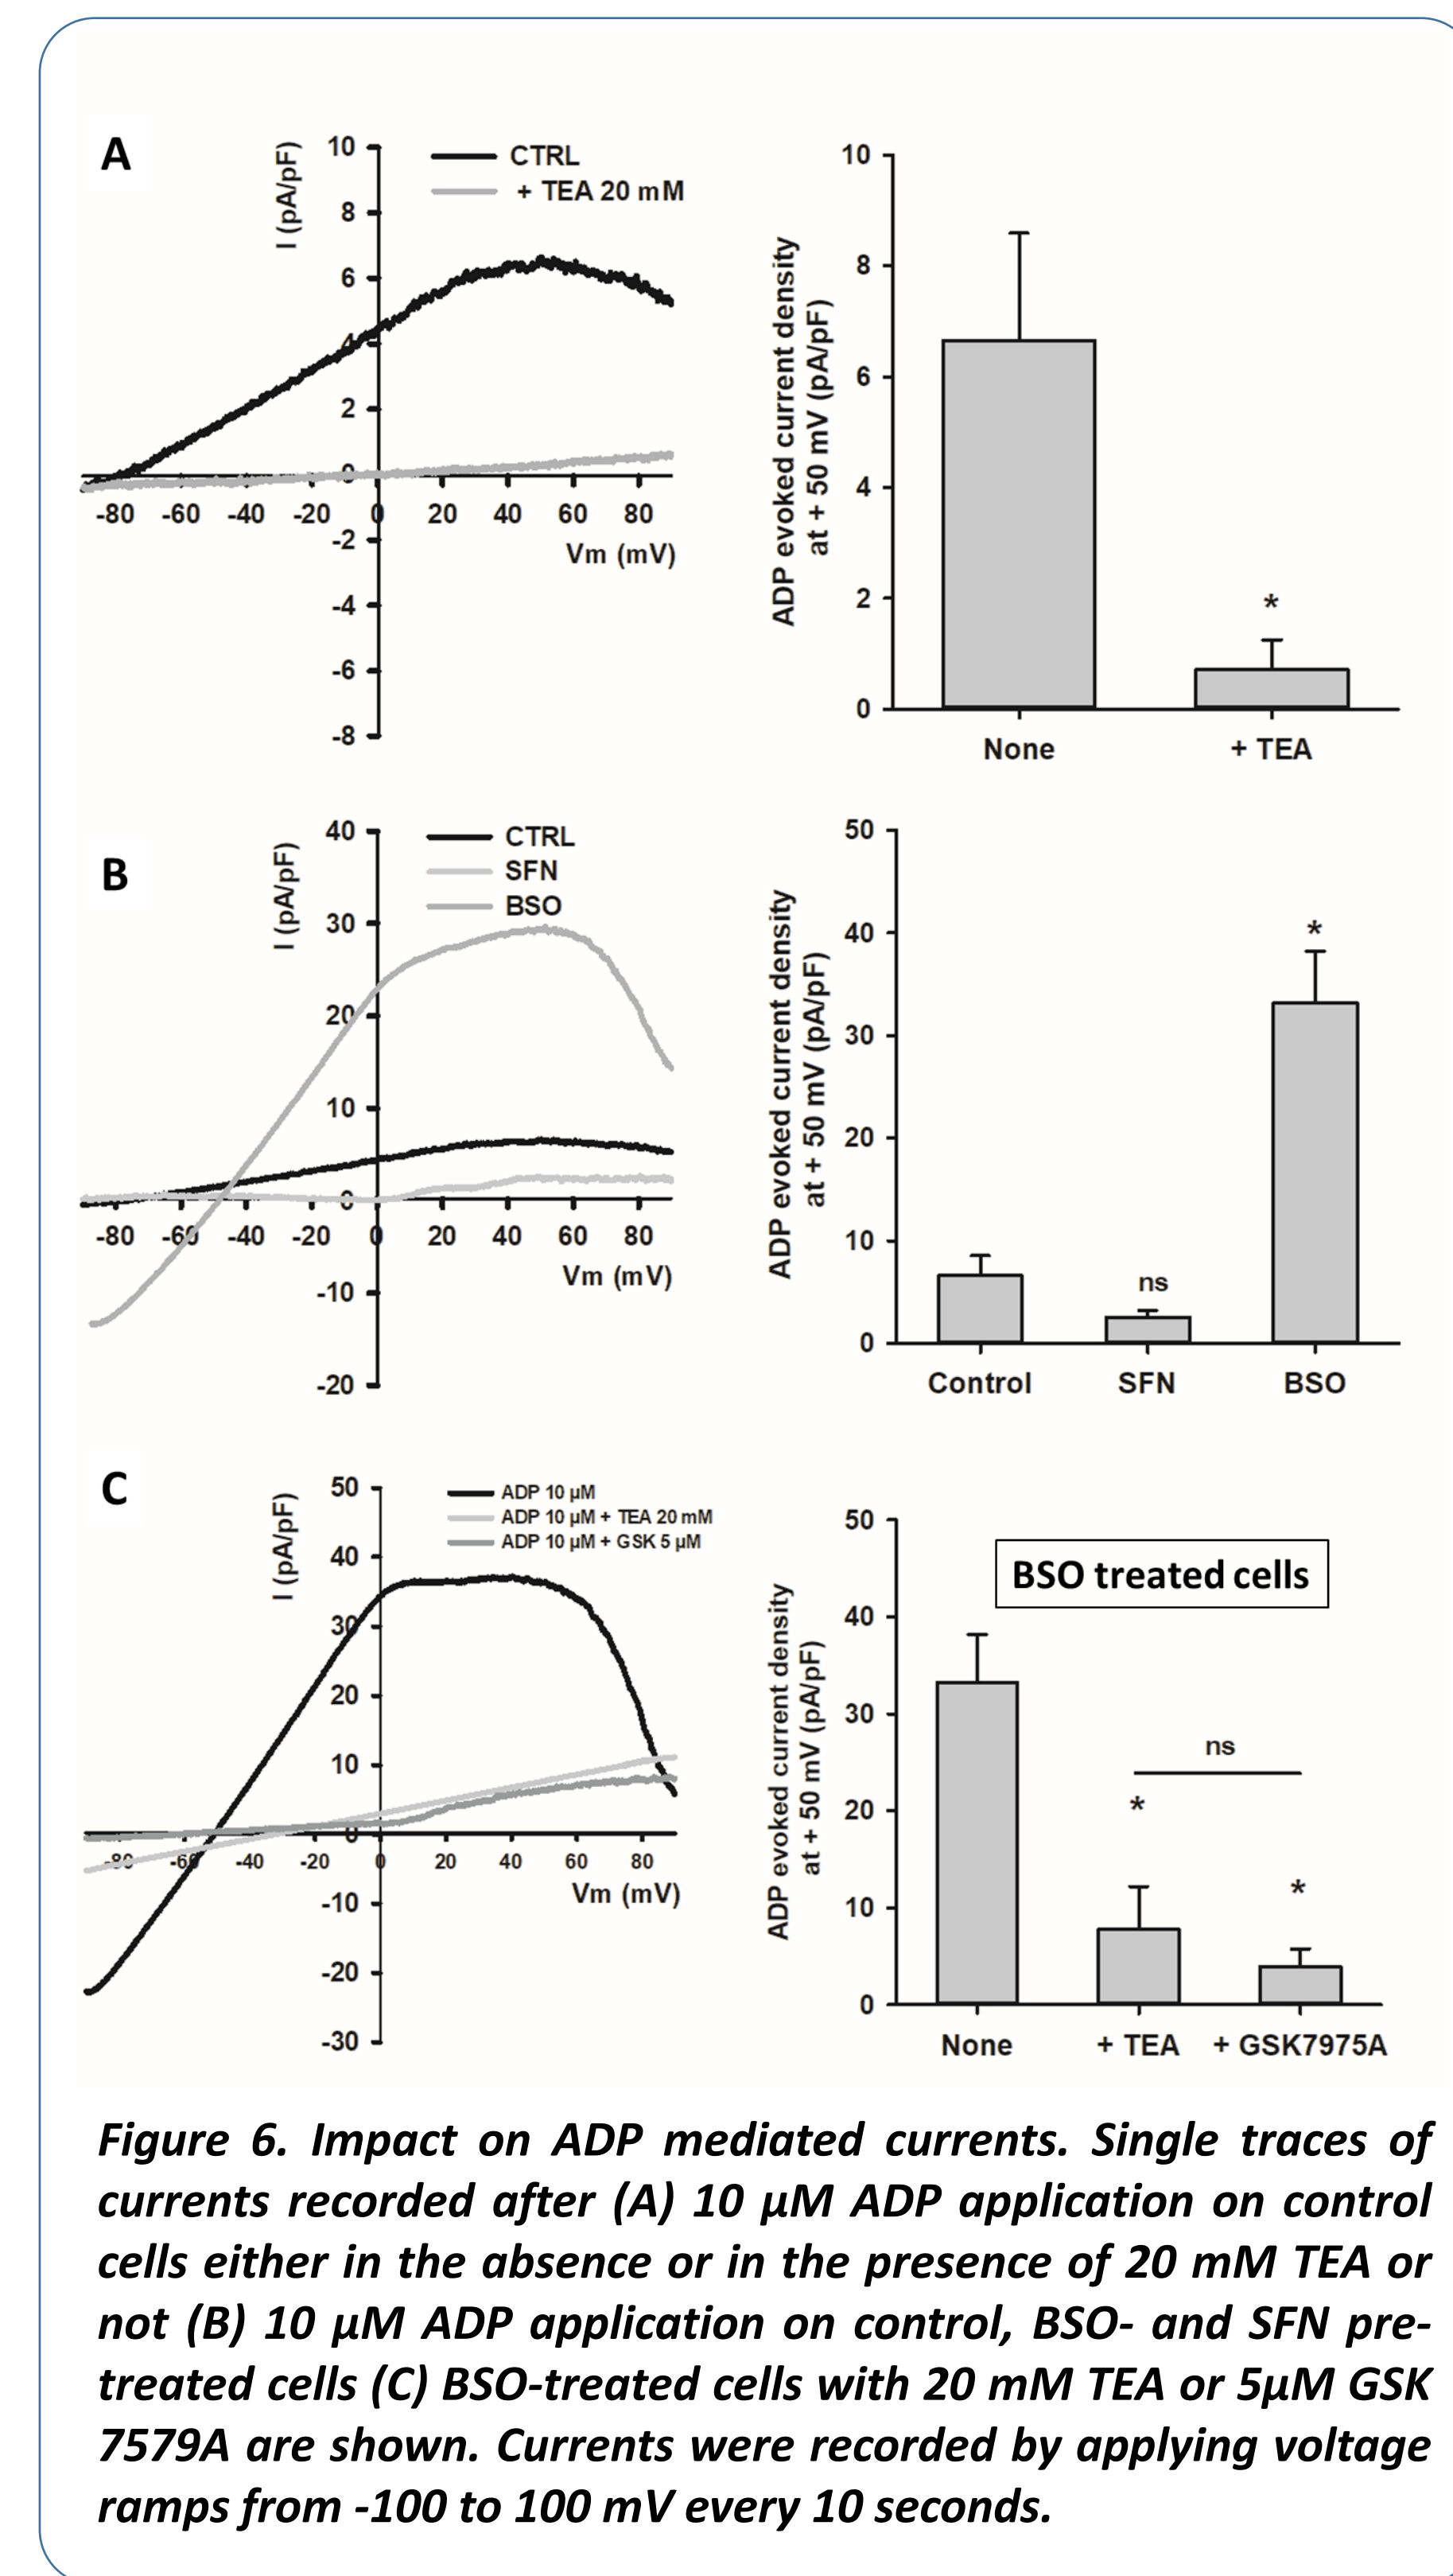 A
I (pA/pF)
CTRL
+ TEA 20 mM
10
8
6
4
2
0
-2
-4
-6
-8
-80 -60 -40 -20 0 20 40 60 80
Vm (mV)
ADP evoked current density
at + 50 mV (pA/pF)
10
8
6
4
2
0
*
None + TEA
B
I (pA/pF)
CTRL
SFN
BSO
40
30
20
10
0
-10
-20
-80 -60 -40 -20 0 20 40 60 80
Vm (mV)
ADP evoked current density
at + 50 mV (pA/pF)
50
40
30
20
10
0
ns
*
Control SFN BSO
C
I (pA/pF)
ADP 10 µM
ADP 10 µM + TEA 20 mM
ADP 10 µM + GSK 5 µM
50
40
30
20
10
0
-10
-20
-30
-80 -60 -40 -20 0 20 40 60 80
Vm (mV)
ADP evoked current density
at + 50 mV (pA/pF)
50
40
30
20
10
0
BSO treated cells
ns
*
*
None + TEA + GSK7975A
Figure 6. Impact on ADP mediated currents. Single traces of
currents recorded after (A) 10 µM ADP application on control
cells either in the absence or in the presence of 20 mM TEA or
not (B) 10 µM ADP application on control, BSO- and SFN pre-
treated cells (C) BSO-treated cells with 20 mM TEA or 5µM GSK
7579A are shown. Currents were recorded by applying voltage
ramps from -100 to 100 mV every 10 seconds.